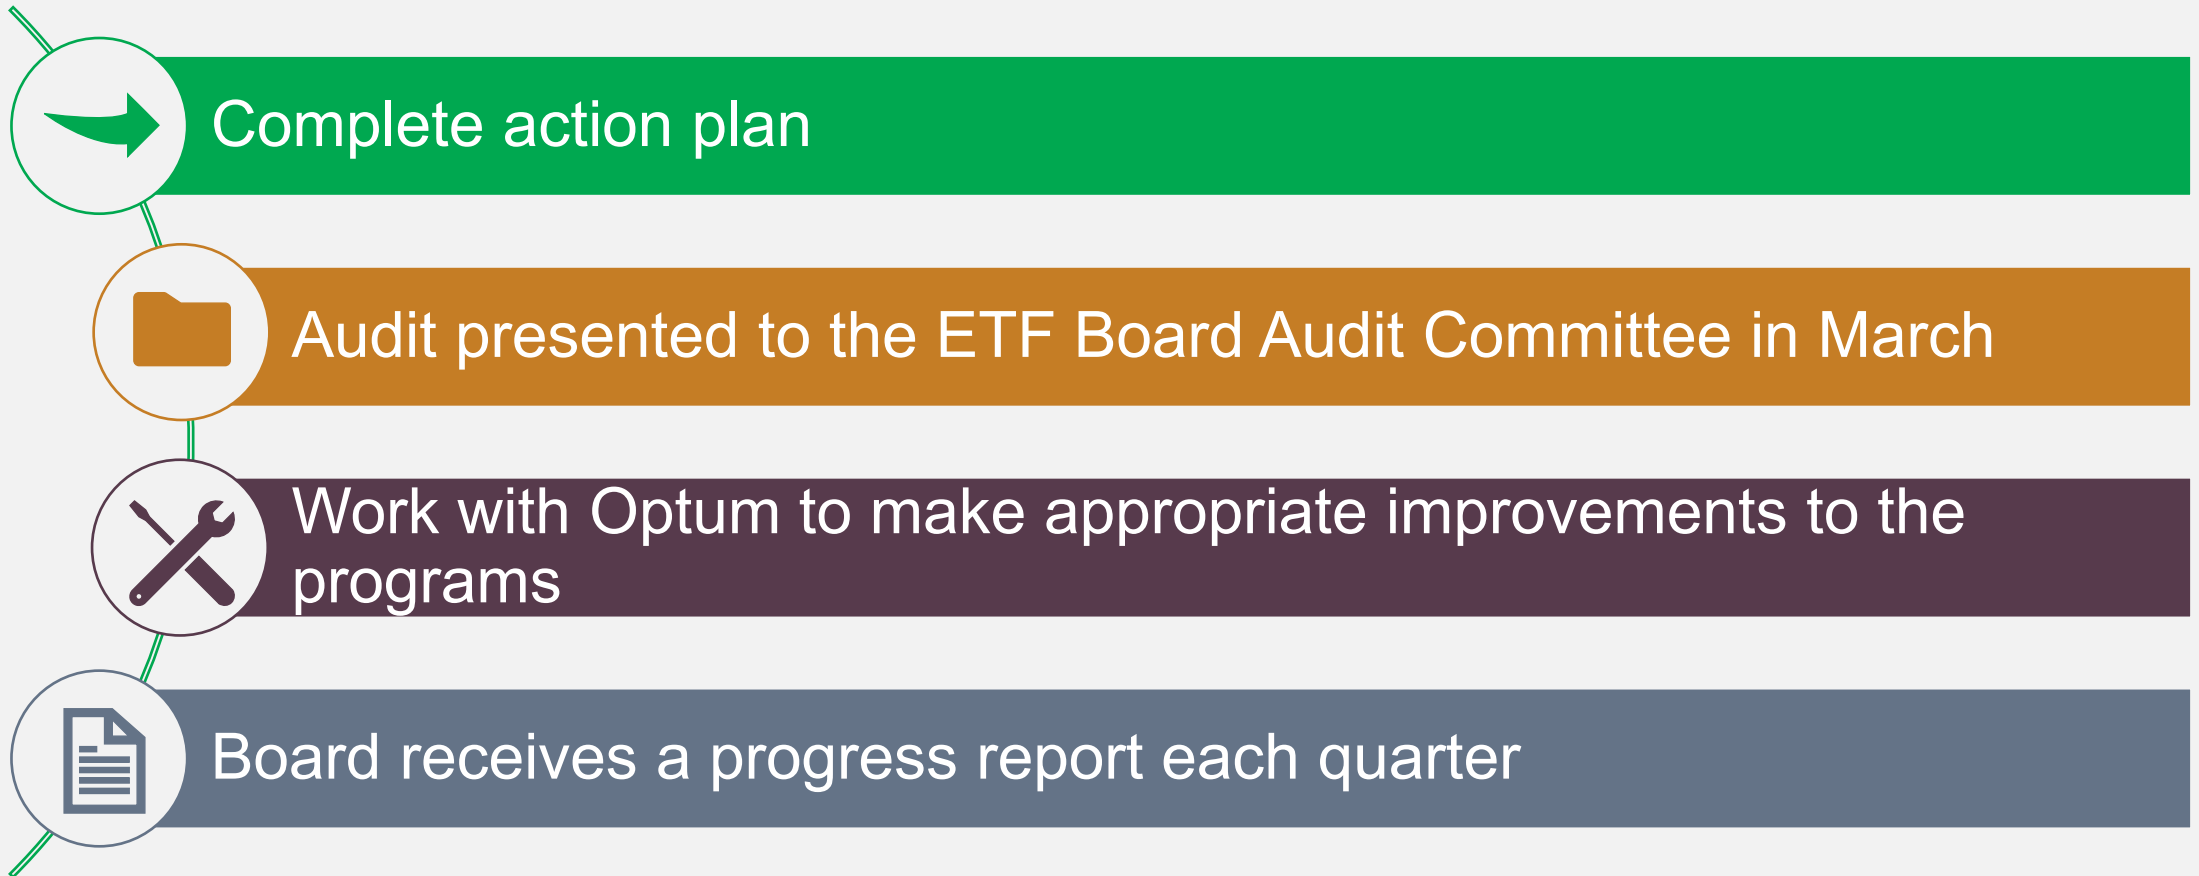 Complete action plan
Audit presented to the ETF Board Audit Committee in March
Work with Optum to make appropriate improvements to the
programs
Board receives a progress report each quarter